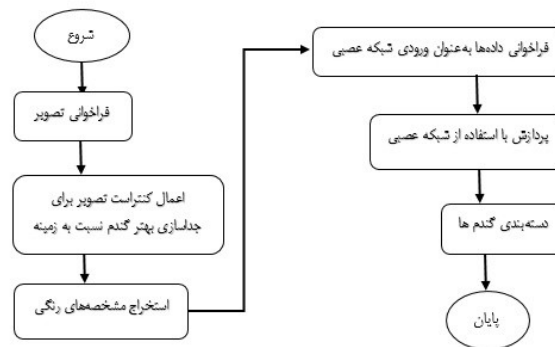 شروع
فراخوانی تصویر
اعمال کنتراست تصویر برای
جداسازی بهتر گندم نسبت به زمینه
استخراج مشخصه‌های رنگی
فراخوانی داده‌ها به‌عنوان ورودی شبکه عصبی
پردازش با استفاده از شبکه عصبی
دسته‌بندی گندم ها
پایان